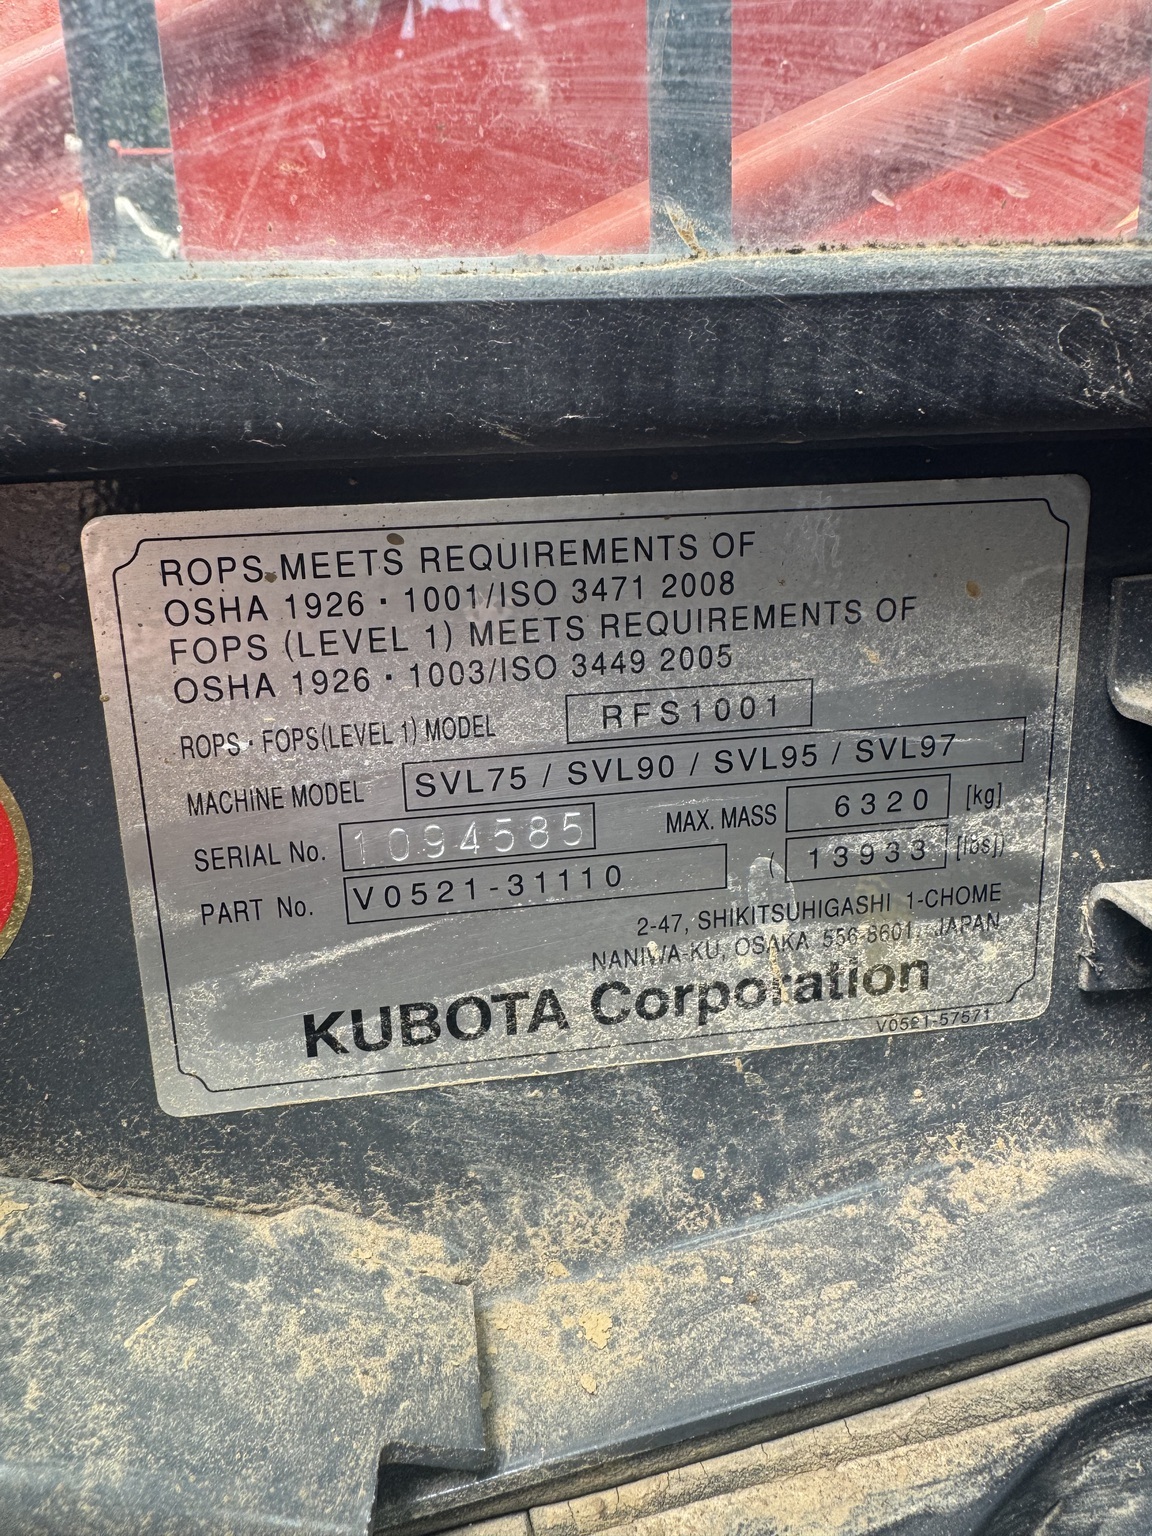 ROPS MEETS REQUIREMENTS OF
OSHA 1926・1001/ISO 3471 2008
FOPS (LEVEL 1) MEETS REQUIREMENTS OF
OSHA 1926・1003/ISO 3449 2005
ROPS・FOPS(LEVEL 1) MODEL RFS1001
MACHINE MODEL SVL75 / SVL90 / SVL95 / SVL97
SERIAL No. 1094585 MAX. MASS 6320 [kg]
PART No. V0521-31110 ( 13933 [lbs])
2-47, SHIKITSUHIGASHI 1-CHOME
NANIWA-KU, OSAKA 556-8601, JAPAN
KUBOTA Corporation
V0521-57571